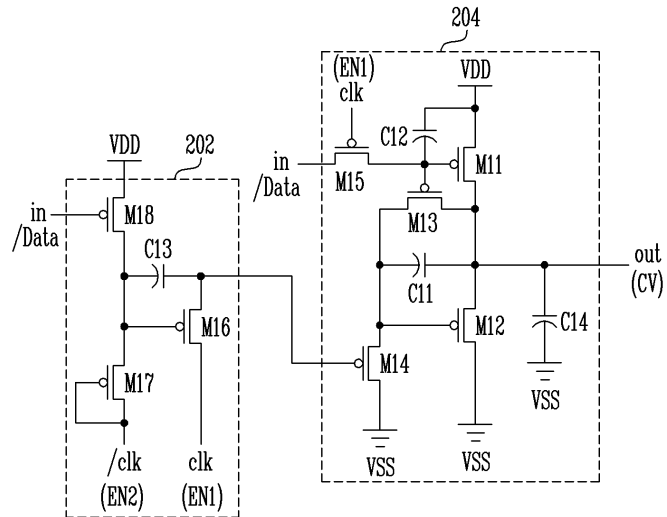 204
(EN1)
clk
VDD
C12
202
VDD
in
/Data
M15
M11
in
/Data
M18
M13
C13
out
(CV)
C11
M16
M12
C14
M17
M14
VSS
/clk
(EN2)
clk
(EN1)
VSS
VSS